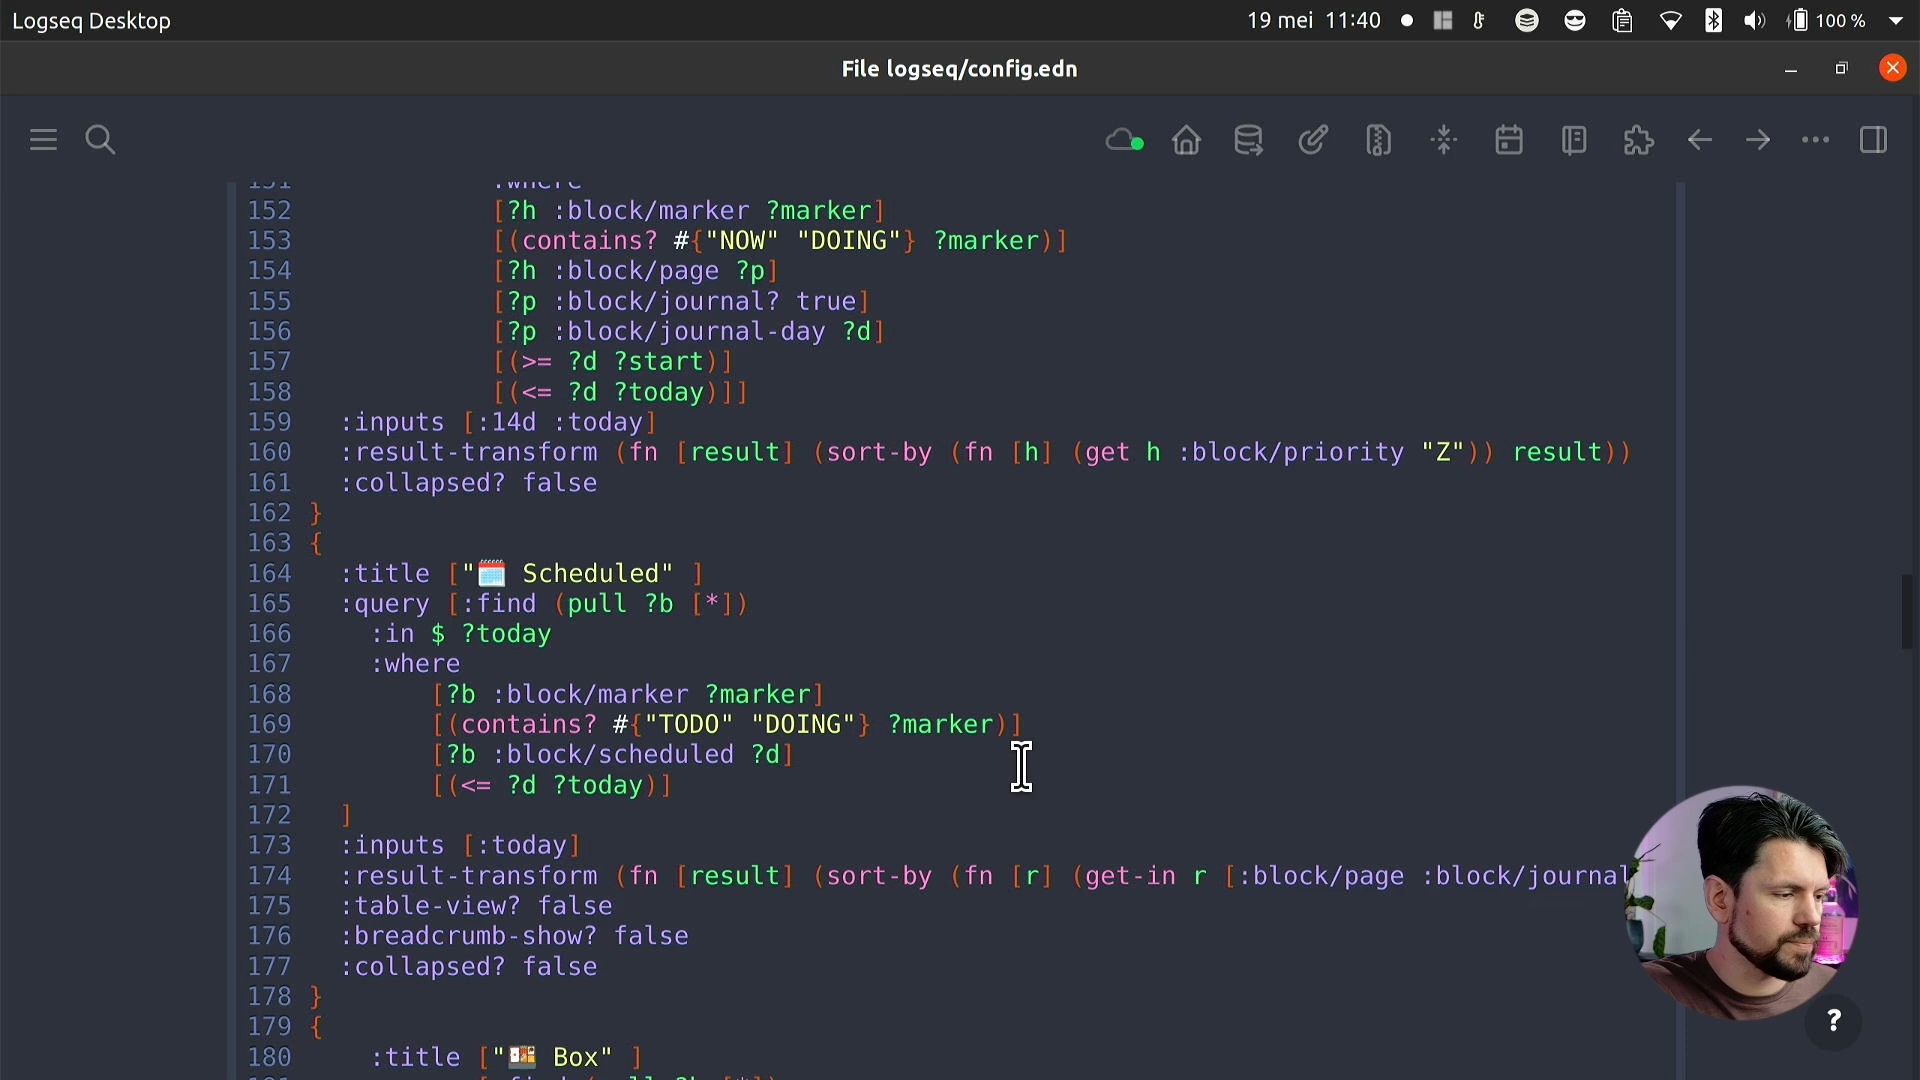 Logseq Desktop
19 mei 11:40
100 %
File logseq/config.edn
151 :where
152 [?h :block/marker ?marker]
153 [(contains? #{"NOW" "DOING"} ?marker)]
154 [?h :block/page ?p]
155 [?p :block/journal? true]
156 [?p :block/journal-day ?d]
157 [(>= ?d ?start)]
158 [(<= ?d ?today)]]
159 :inputs [:14d :today]
160 :result-transform (fn [result] (sort-by (fn [h] (get h :block/priority "Z")) result))
161 :collapsed? false
162 }
163 {
164 :title ["🗓️ Scheduled" ]
165 :query [:find (pull ?b [*])
166 :in $ ?today
167 :where
168 [?b :block/marker ?marker]
169 [(contains? #{"TODO" "DOING"} ?marker)]
170 [?b :block/scheduled ?d]
171 [(<= ?d ?today)]
172 ]
173 :inputs [:today]
174 :result-transform (fn [result] (sort-by (fn [r] (get-in r [:block/page :block/journal
175 :table-view? false
176 :breadcrumb-show? false
177 :collapsed? false
178 }
179 {
180 :title ["🍱 Box" ]
?